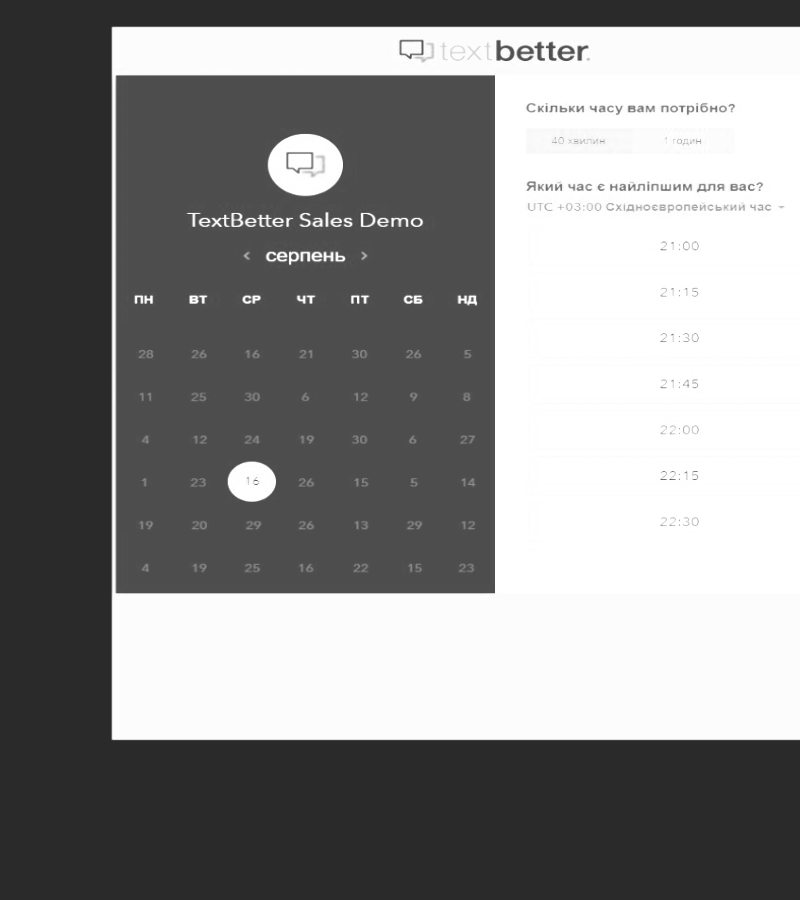 textbetter.
TextBetter Sales Demo
< серпень >
ПН ВТ СР ЧТ ПТ СБ НД
28 26 16 21 30 26 5
11 25 30 6 12 9 8
4 12 24 19 30 6 27
1 23 16 26 15 5 14
19 20 29 26 13 29 12
4 19 25 16 22 15 23
Скільки часу вам потрібно?
40 хвилин 1 годин
Який час є найліпшим для вас?
UTC +03:00 Східноєвропейський час
21:00
21:15
21:30
21:45
22:00
22:15
22:30